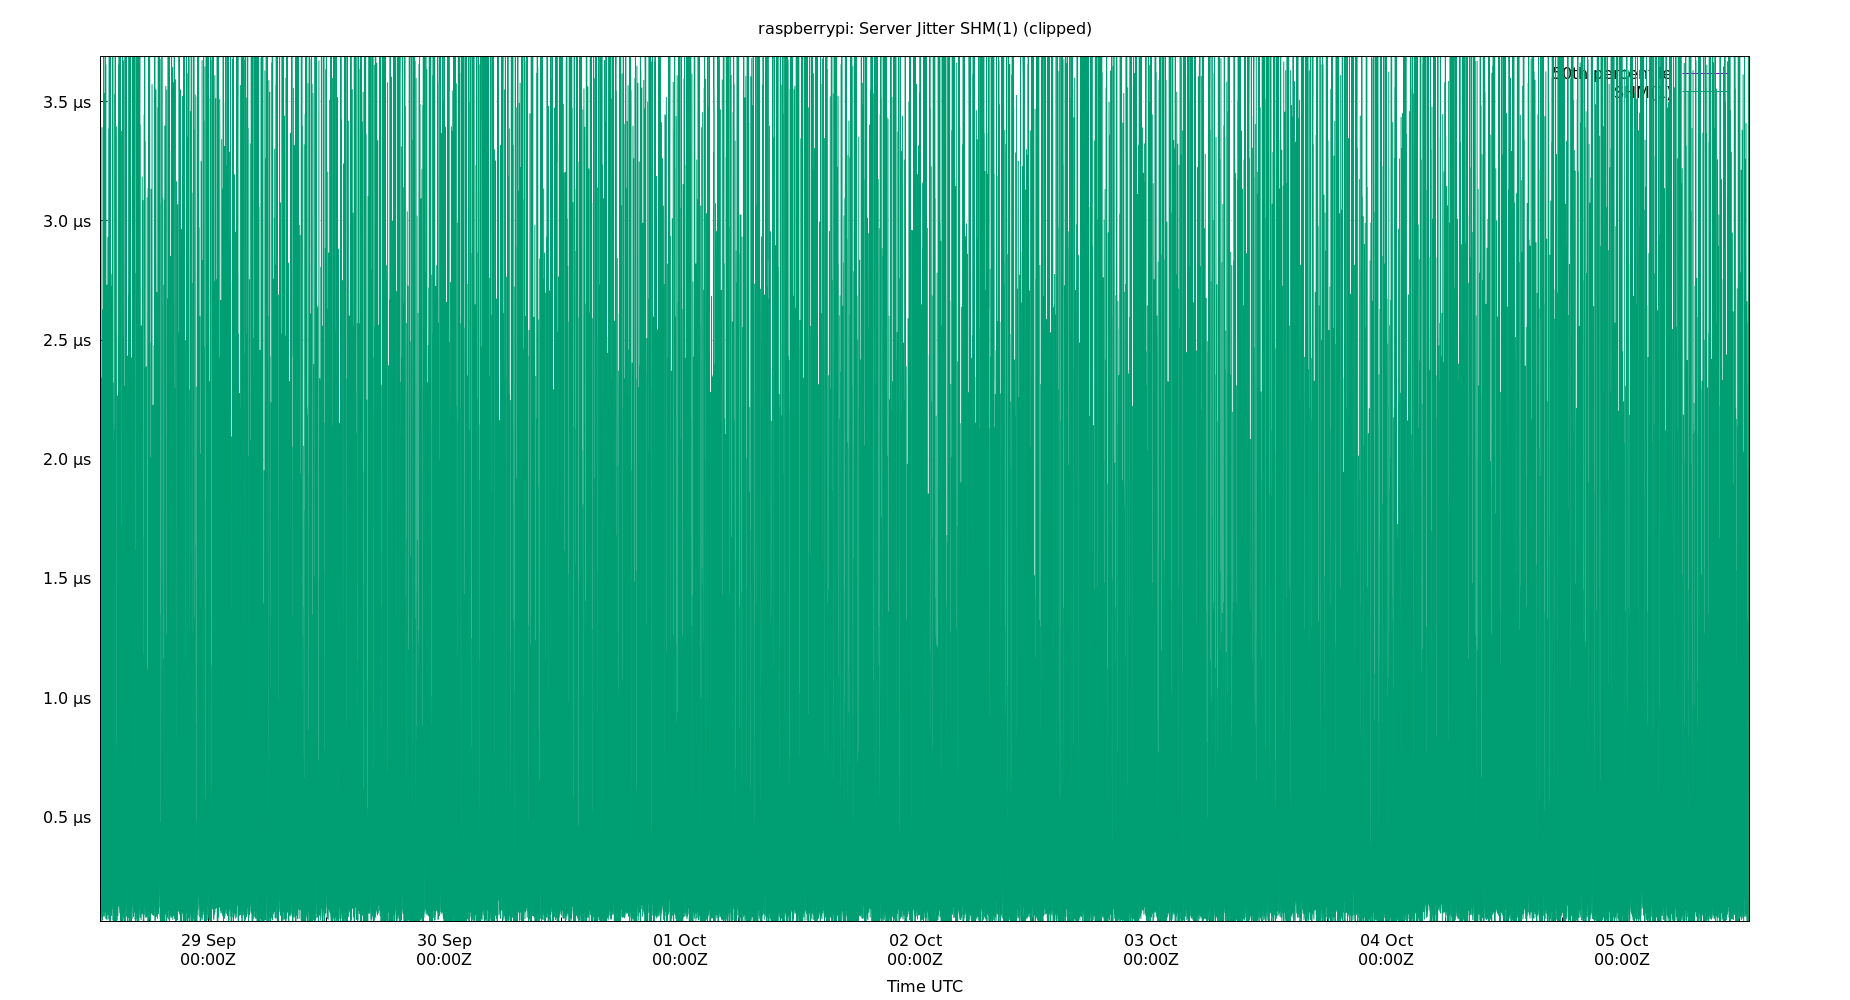 raspberrypi: Server Jitter SHM(1) (clipped)
50th percentile
SHM(1)
3.5 µs
3.0 µs
2.5 µs
2.0 µs
1.5 µs
1.0 µs
0.5 µs
29 Sep 30 Sep 01 Oct 02 Oct 03 Oct 04 Oct 05 Oct
00:00Z 00:00Z 00:00Z 00:00Z 00:00Z 00:00Z 00:00Z
Time UTC